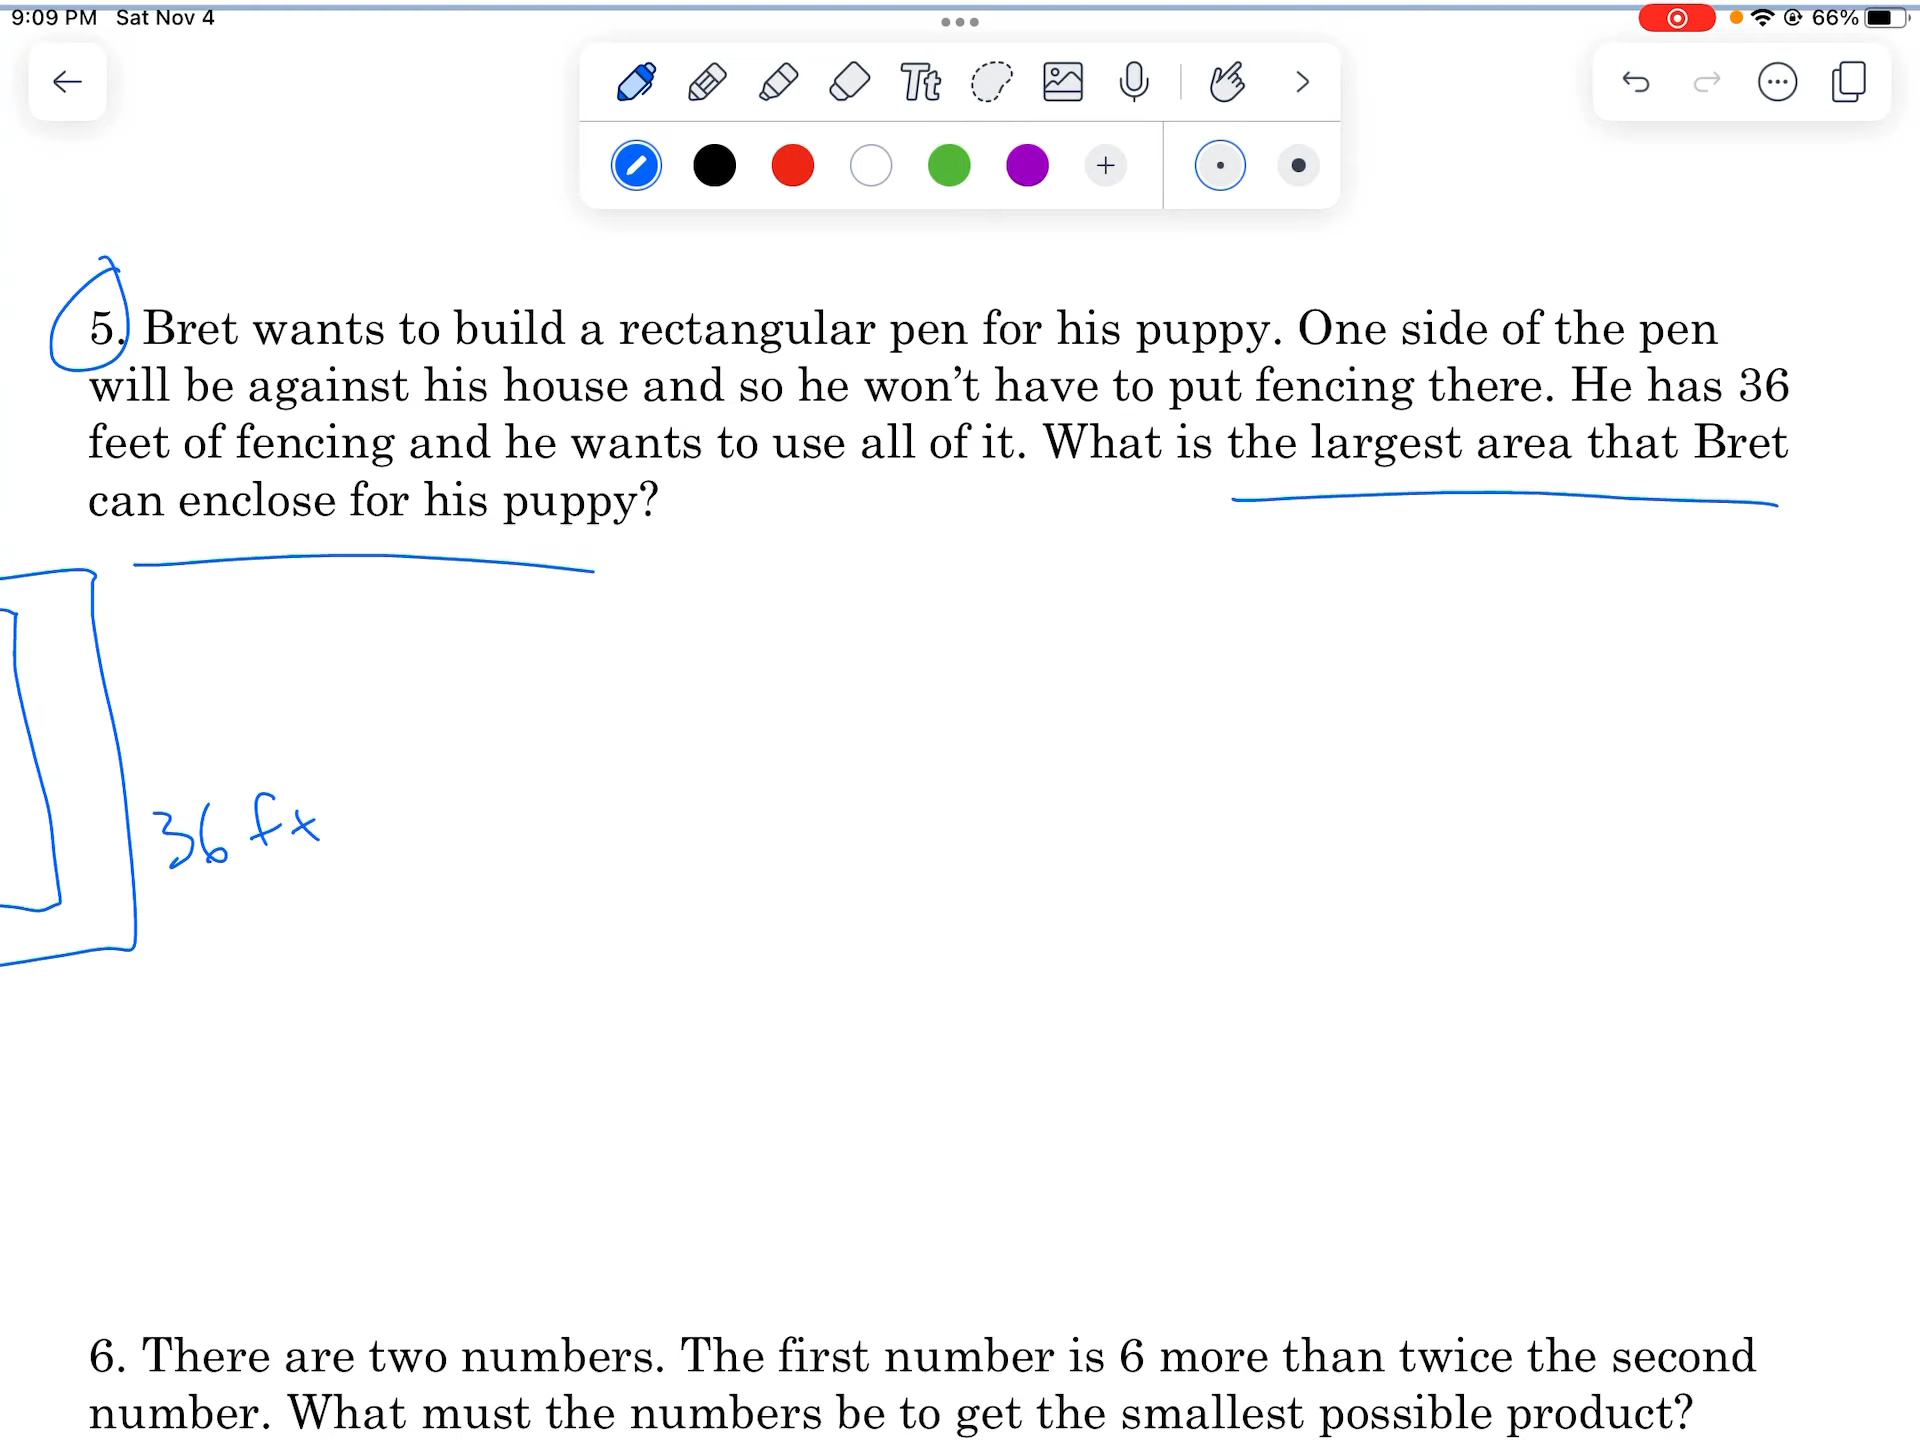 9:09 PM Sat Nov 4
66%
Tt
5. Bret wants to build a rectangular pen for his puppy. One side of the pen
will be against his house and so he won't have to put fencing there. He has 36
feet of fencing and he wants to use all of it. What is the largest area that Bret
can enclose for his puppy?
36 ft
6. There are two numbers. The first number is 6 more than twice the second
number. What must the numbers be to get the smallest possible product?